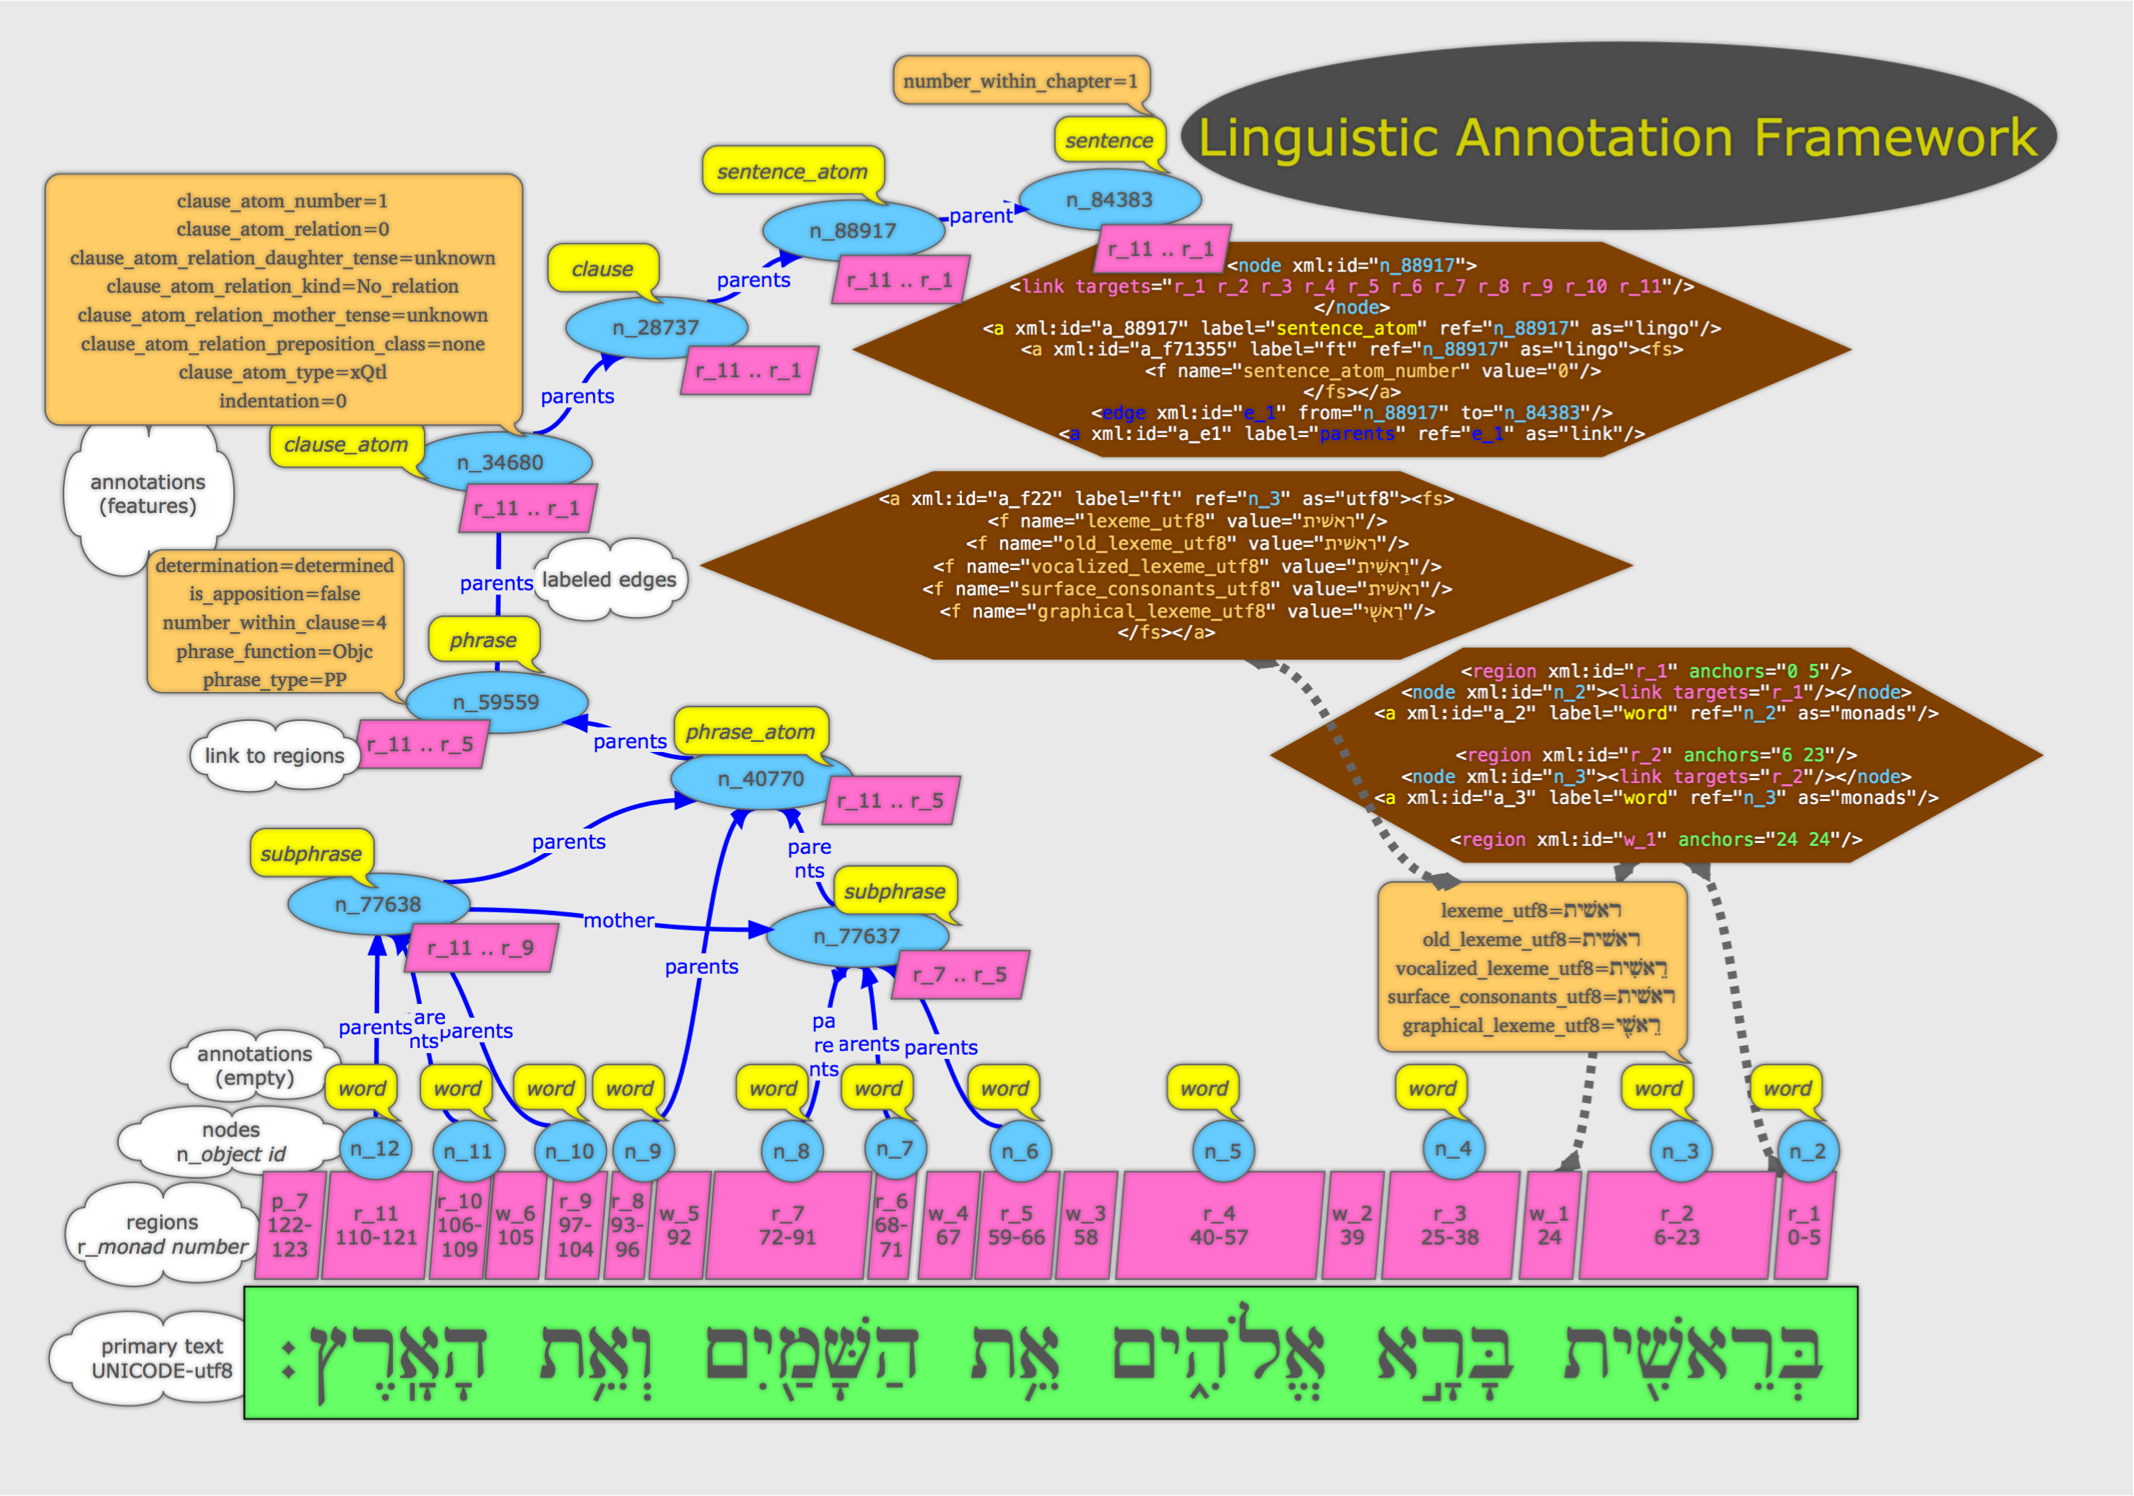 number_within_chapter=1
Linguistic Annotation Framework
sentence
sentence_atom
n_84383
parent
n_88917
r_11 .. r_1
clause_atom_number=1
clause_atom_relation=0
clause_atom_relation_daughter_tense=unknown
clause_atom_relation_kind=No_relation
clause_atom_relation_mother_tense=unknown
clause_atom_relation_preposition_class=none
clause_atom_type=xQtl
indentation=0
clause
parents
r_11 .. r_1
n_28737
r_11 .. r_1
parents
<node xml:id="n_88917">
<link targets="r_1 r_2 r_3 r_4 r_5 r_6 r_7 r_8 r_9 r_10 r_11"/>
</node>
<a xml:id="a_88917" label="sentence_atom" ref="n_88917" as="lingo"/>
<a xml:id="a_f71355" label="ft" ref="n_88917" as="lingo"><fs>
<f name="sentence_atom_number" value="0"/>
</fs></a>
<edge xml:id="e_1" from="n_88917" to="n_84383"/>
<a xml:id="a_e1" label="parents" ref="e_1" as="link"/>
clause_atom
n_34680
annotations
(features)
r_11 .. r_1
parents
labeled edges
<a xml:id="a_f22" label="ft" ref="n_3" as="utf8"><fs>
<f name="lexeme_utf8" value="ראשׁית"/>
<f name="old_lexeme_utf8" value="ראשׁית"/>
<f name="vocalized_lexeme_utf8" value="רֵאשִׁית"/>
<f name="surface_consonants_utf8" value="ראשׁית"/>
<f name="graphical_lexeme_utf8" value="רֵאשִׁ֖י"/>
</fs></a>
determination=determined
is_apposition=false
number_within_clause=4
phrase_function=Objc
phrase_type=PP
phrase
n_59559
link to regions
r_11 .. r_5
parents
phrase_atom
n_40770
r_11 .. r_5
<region xml:id="r_1" anchors="0 5"/>
<node xml:id="n_2"><link targets="r_1"/></node>
<a xml:id="a_2" label="word" ref="n_2" as="monads"/>
<region xml:id="r_2" anchors="6 23"/>
<node xml:id="n_3"><link targets="r_2"/></node>
<a xml:id="a_3" label="word" ref="n_3" as="monads"/>
<region xml:id="w_1" anchors="24 24"/>
parents
pare
nts
subphrase
n_77638
mother
subphrase
n_77637
r_11 .. r_9
parents
r_7 .. r_5
lexeme_utf8=ראשׁית
old_lexeme_utf8=ראשׁית
vocalized_lexeme_utf8=רֵאשִׁית
surface_consonants_utf8=ראשׁית
graphical_lexeme_utf8=רֵאשִׁ֖י
parents
are
nts
parents
pa
re
nts
arents
parents
annotations
(empty)
word word word word word word word word word word word
nodes
n_object id
n_12 n_11 n_10 n_9 n_8 n_7 n_6 n_5 n_4 n_3 n_2
regions
r_monad number
p_7
122-
123
r_11
110-121
r_10
106-
109
w_6
105
r_9
97-
104
r_8
93-
96
w_5
92
r_7
72-91
r_6
68-
71
w_4
67
r_5
59-66
w_3
58
r_4
40-57
w_2
39
r_3
25-38
w_1
24
r_2
6-23
r_1
0-5
primary text
UNICODE-utf8
בְּרֵאשִׁ֖ית בָּרָ֣א אֱלֹהִ֑ים אֵ֥ת הַשָּׁמַ֖יִם וְאֵ֥ת הָאָֽרֶץ׃